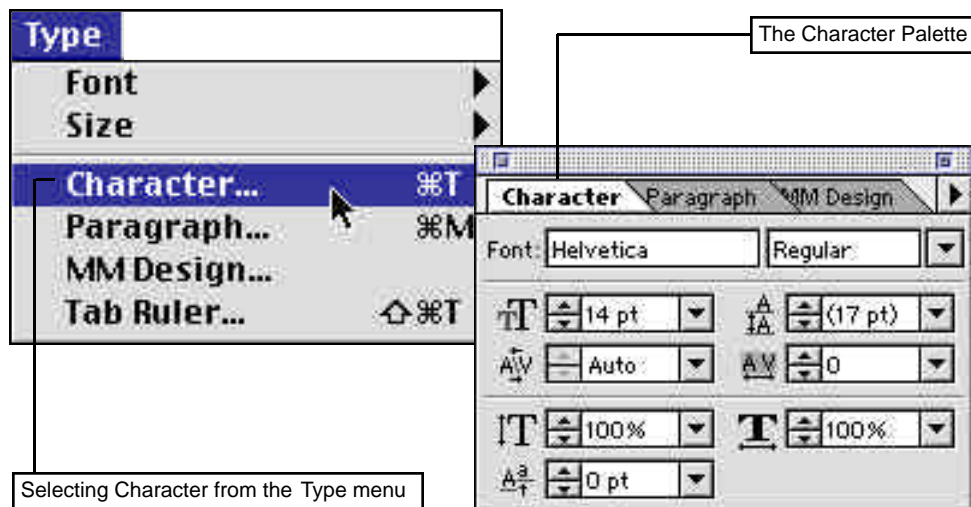 Type
The Character Palette
Font
Size
Character... ⌘T
Paragraph... ⌘M
MM Design...
Tab Ruler... ⇧⌘T
Character Paragraph MM Design
Font: Helvetica Regular
14 pt (17 pt)
Auto 0
100% 100%
0 pt
Selecting Character from the Type menu